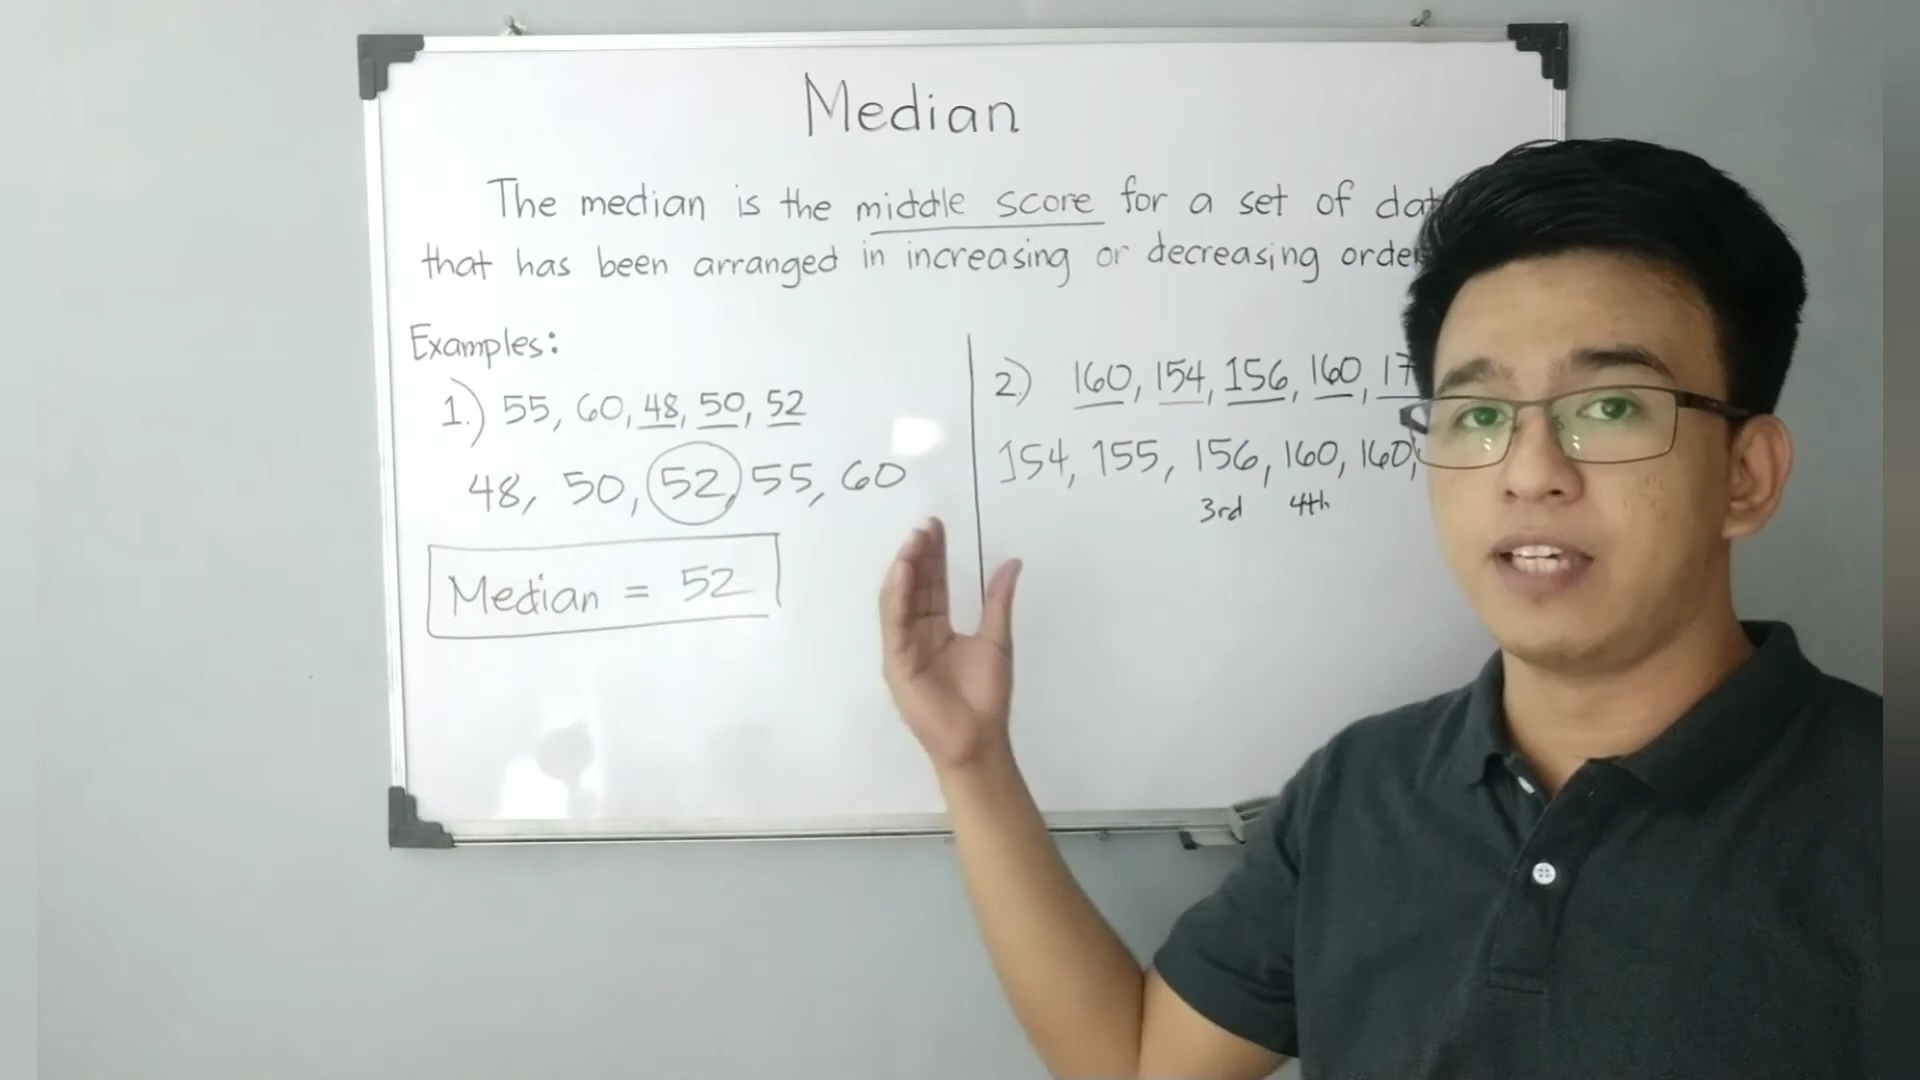 Median
The median is the middle score for a set of
that has been arranged in increasing or decreasing
Examples:
1.) 55, 60, 48, 50, 52
48, 50, 52, 55, 60
Median = 52
2.) 160, 154, 156, 160,
154, 155, 156, 160, 160,
3rd 4th